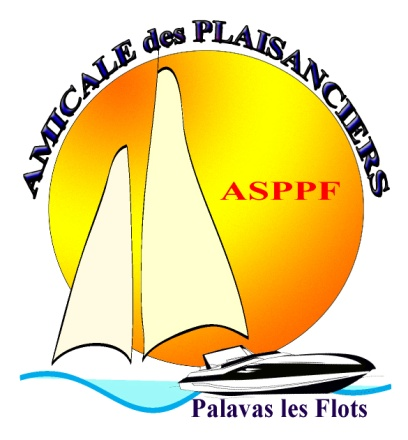 AMICALE des PLAISANCIERS
ASPPF
Palavas les Flots